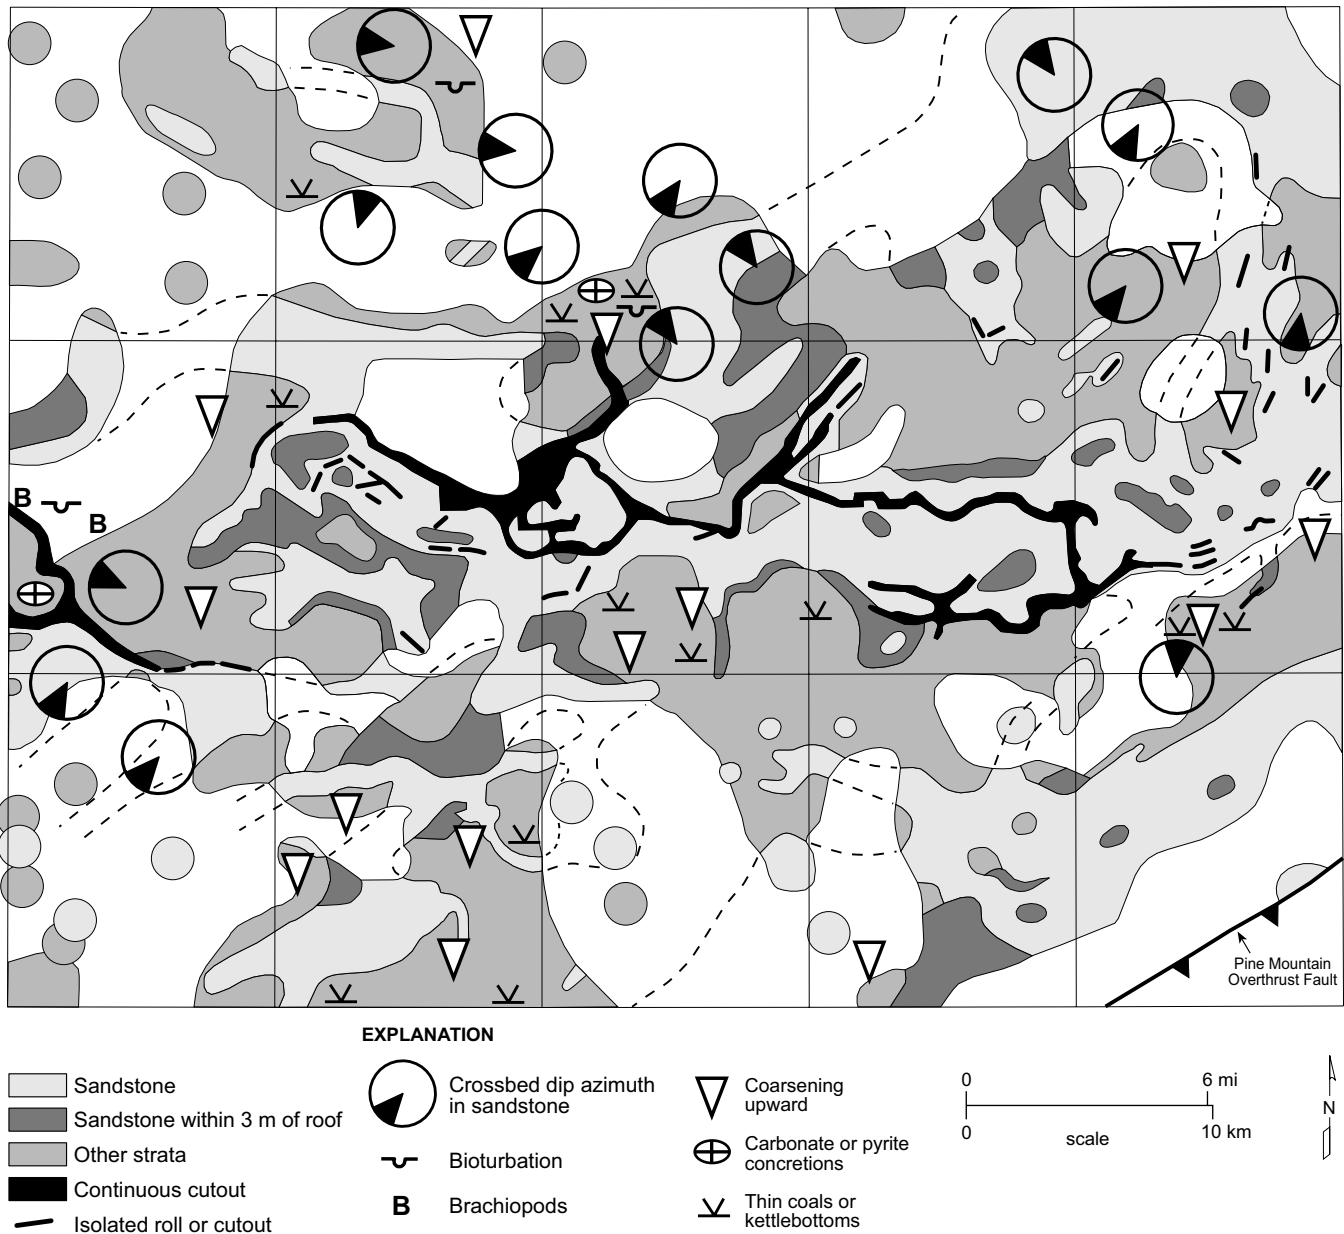 B
B
Pine Mountain
Overthrust Fault
EXPLANATION
Sandstone
Sandstone within 3 m of roof
Other strata
Continuous cutout
Isolated roll or cutout
Crossbed dip azimuth
in sandstone
Bioturbation
B Brachiopods
Coarsening
upward
Carbonate or pyrite
concretions
Thin coals or
kettlebottoms
0 6 mi
0 10 km
scale
N